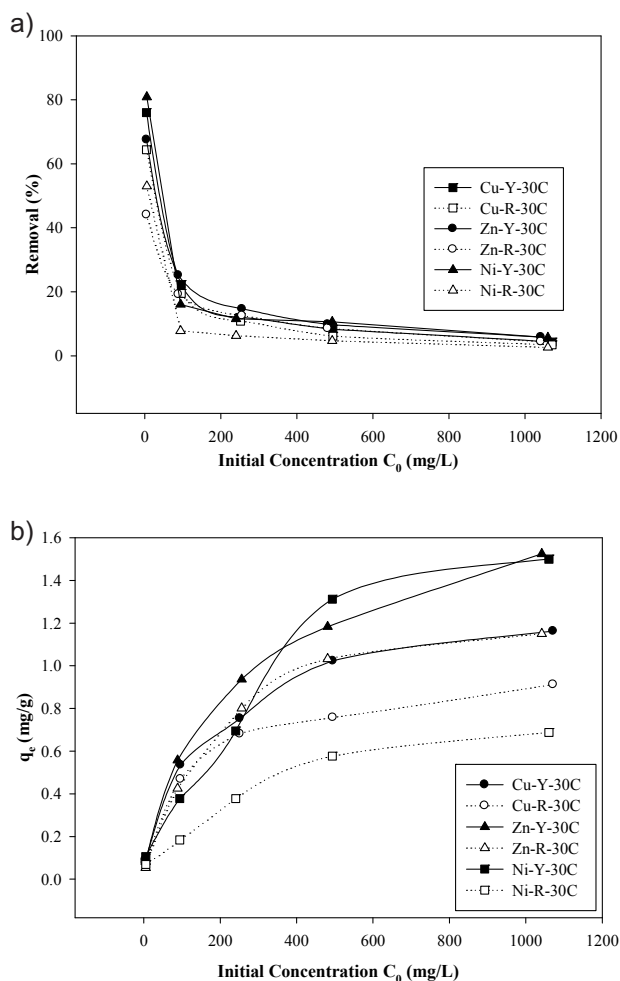 a)
100
80
60
40
20
0
Removal (%)
Cu-Y-30C
Cu-R-30C
Zn-Y-30C
Zn-R-30C
Ni-Y-30C
Ni-R-30C
0 200 400 600 800 1000 1200
Initial Concentration C₀ (mg/L)
b)
1.6
1.4
1.2
1.0
0.8
0.6
0.4
0.2
0.0
qₑ (mg/g)
Cu-Y-30C
Cu-R-30C
Zn-Y-30C
Zn-R-30C
Ni-Y-30C
Ni-R-30C
0 200 400 600 800 1000 1200
Initial Concentration C₀ (mg/L)